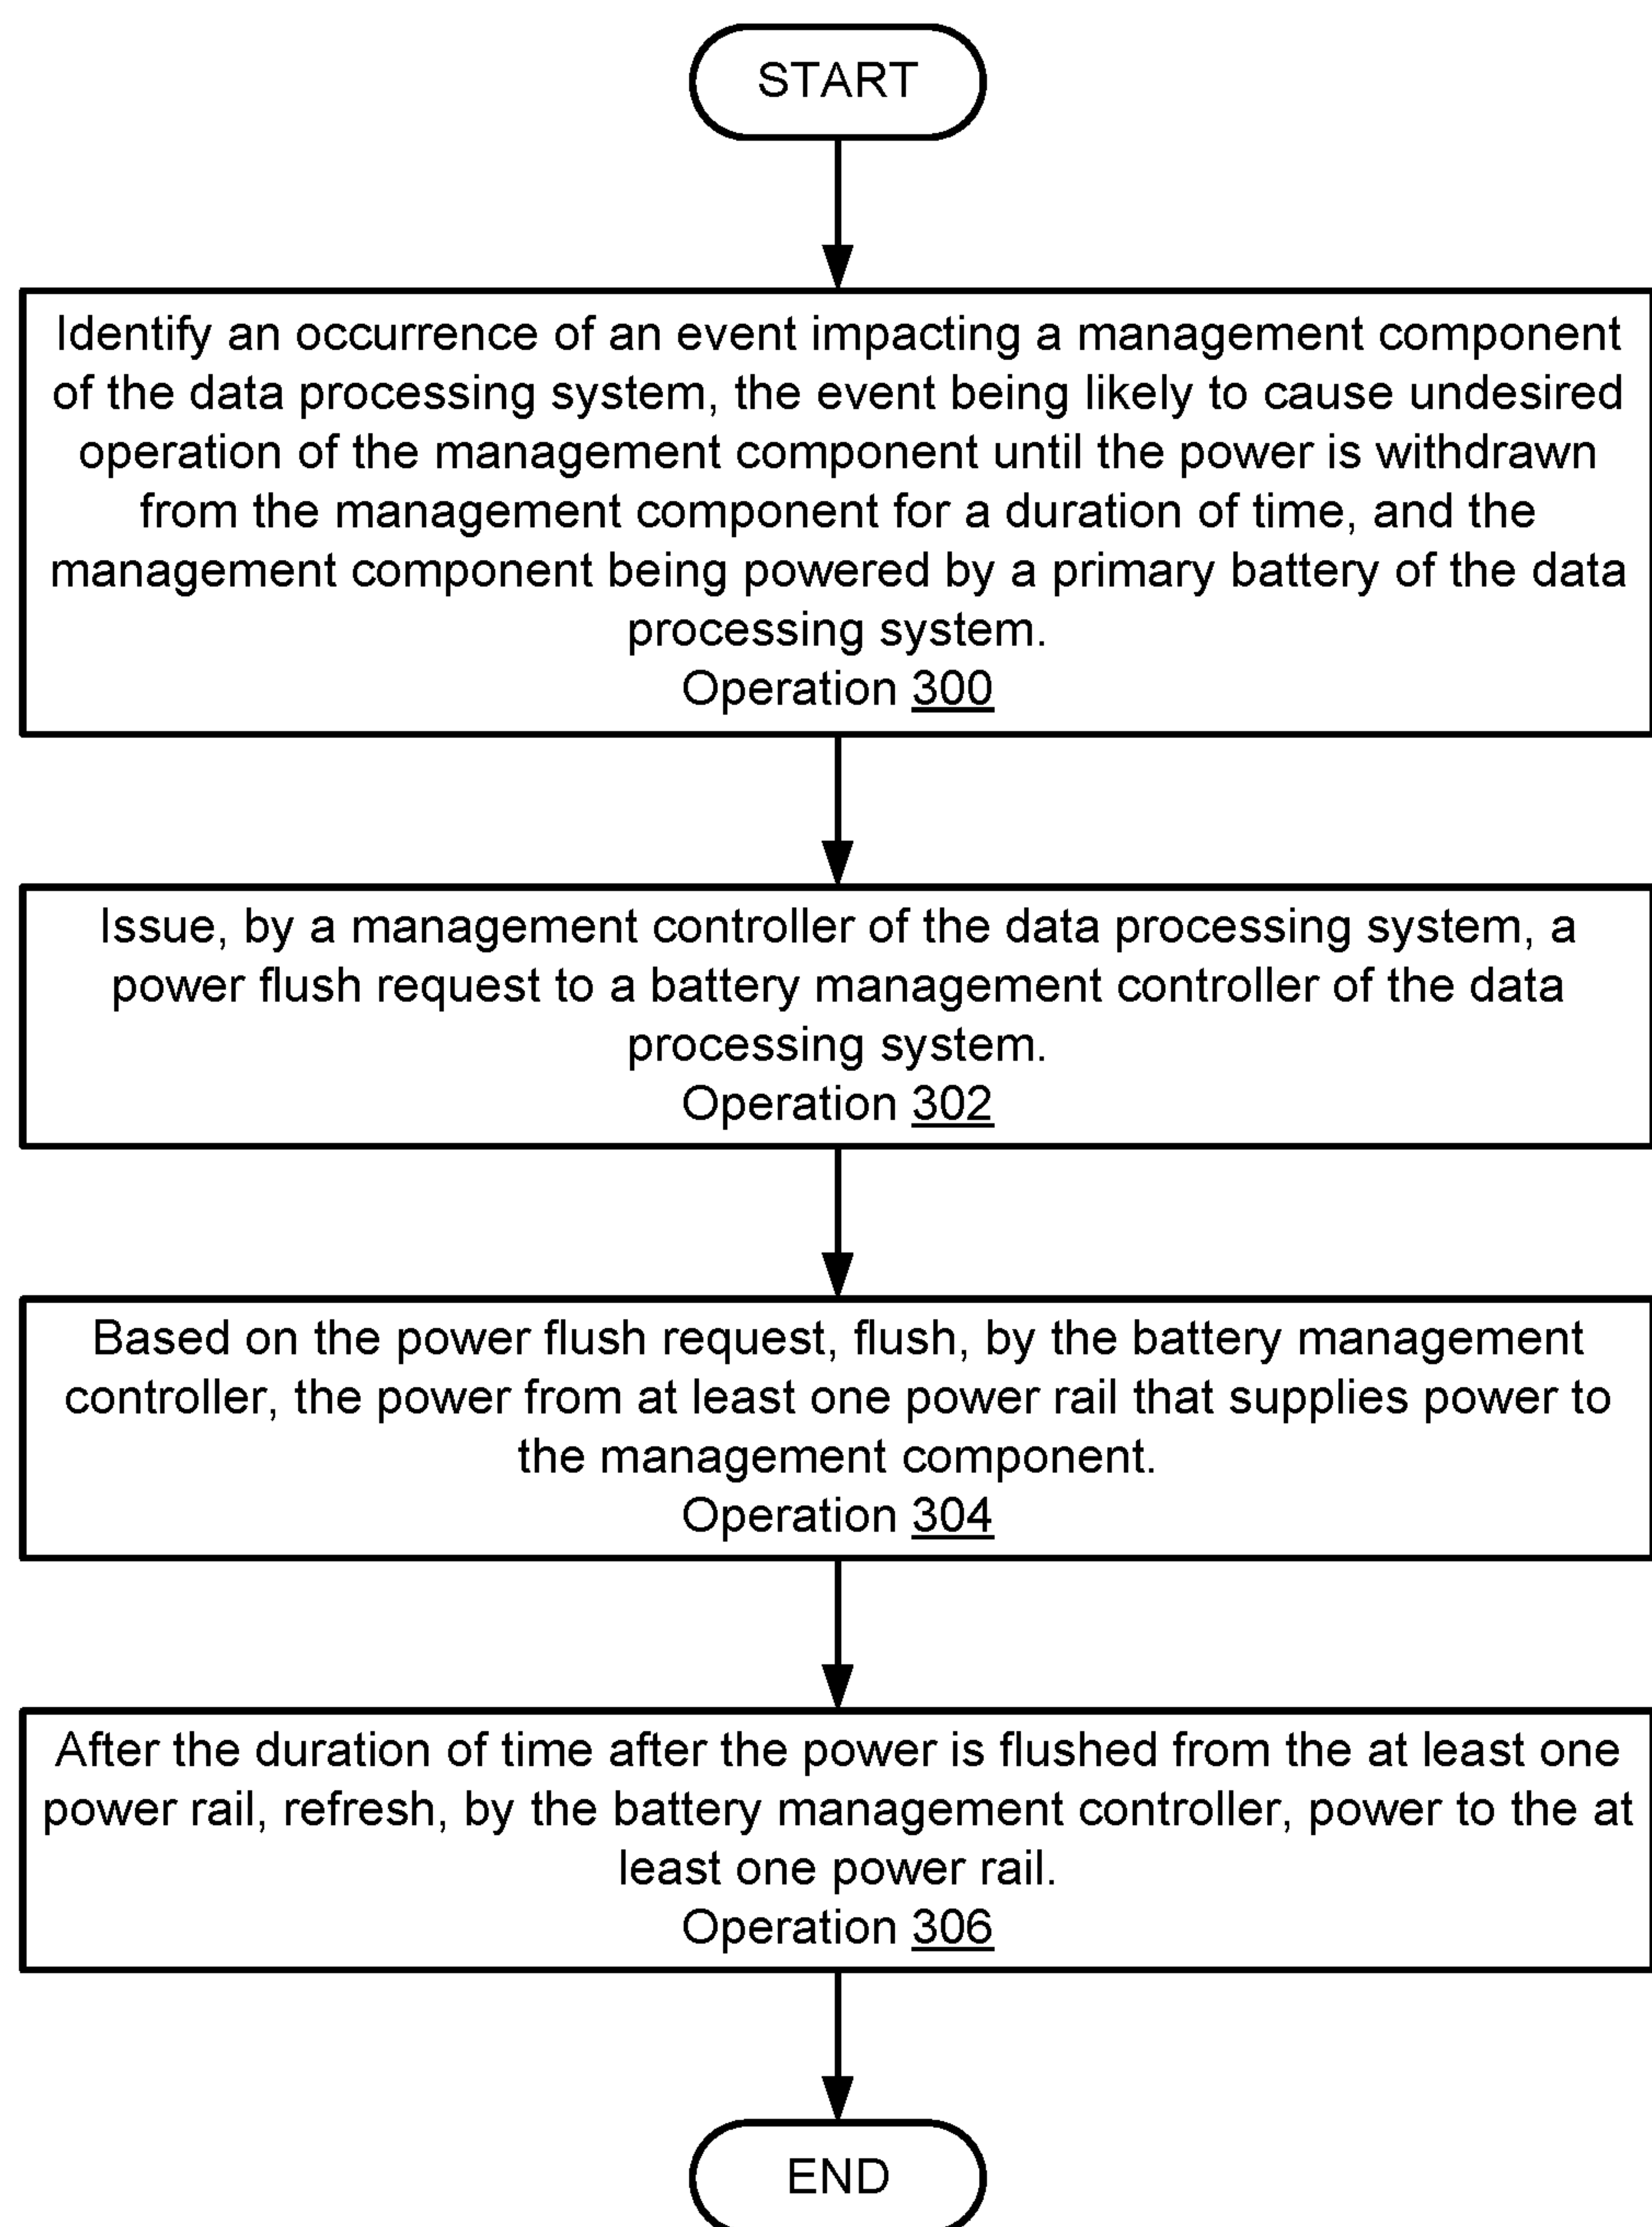 START
Identify an occurrence of an event impacting a management component
of the data processing system, the event being likely to cause undesired
operation of the management component until the power is withdrawn
from the management component for a duration of time, and the
management component being powered by a primary battery of the data
processing system.
Operation 300
Issue, by a management controller of the data processing system, a
power flush request to a battery management controller of the data
processing system.
Operation 302
Based on the power flush request, flush, by the battery management
controller, the power from at least one power rail that supplies power to
the management component.
Operation 304
After the duration of time after the power is flushed from the at least one
power rail, refresh, by the battery management controller, power to the at
least one power rail.
Operation 306
END